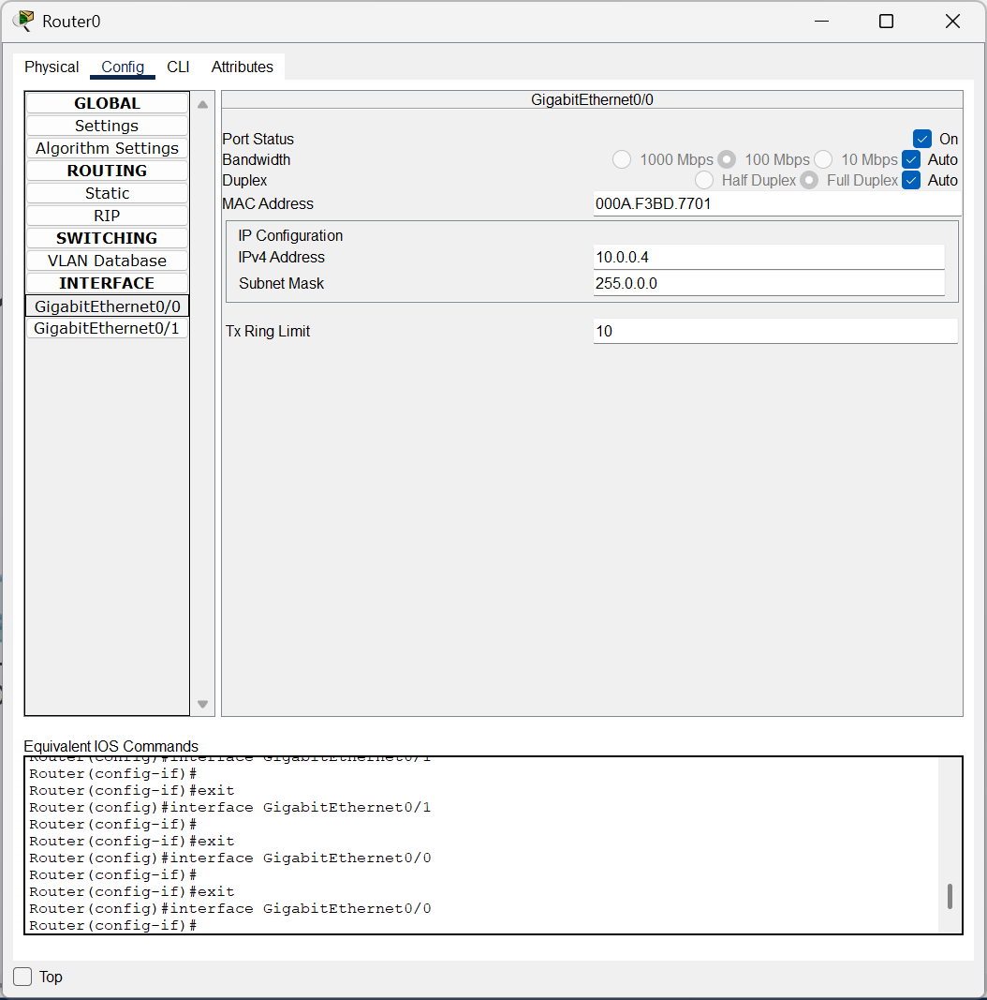 Router0
Physical Config CLI Attributes
GLOBAL
Settings
Algorithm Settings
ROUTING
Static
RIP
SWITCHING
VLAN Database
INTERFACE
GigabitEthernet0/0
GigabitEthernet0/1
GigabitEthernet0/0
Port Status On
Bandwidth 1000 Mbps 100 Mbps 10 Mbps Auto
Duplex Half Duplex Full Duplex Auto
MAC Address 000A.F3BD.7701
IP Configuration
IPv4 Address 10.0.0.4
Subnet Mask 255.0.0.0
Tx Ring Limit 10
Equivalent IOS Commands
Router(config)#interface GigabitEthernet0/1
Router(config-if)#
Router(config-if)#exit
Router(config)#interface GigabitEthernet0/1
Router(config-if)#
Router(config-if)#exit
Router(config)#interface GigabitEthernet0/0
Router(config-if)#
Router(config-if)#exit
Router(config)#interface GigabitEthernet0/0
Router(config-if)#
Top